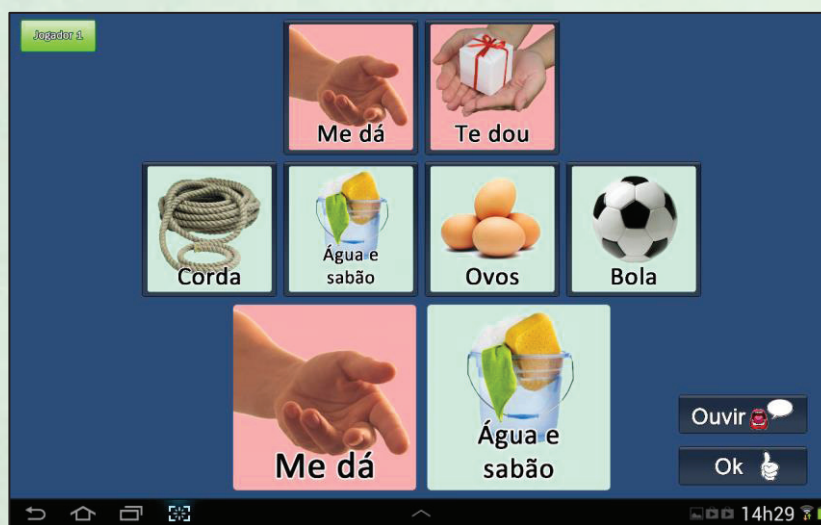 Jogador 1
Me dá
Te dou
Corda
Água e
sabão
Ovos
Bola
Me dá
Água e
sabão
Ouvir
Ok
14h29